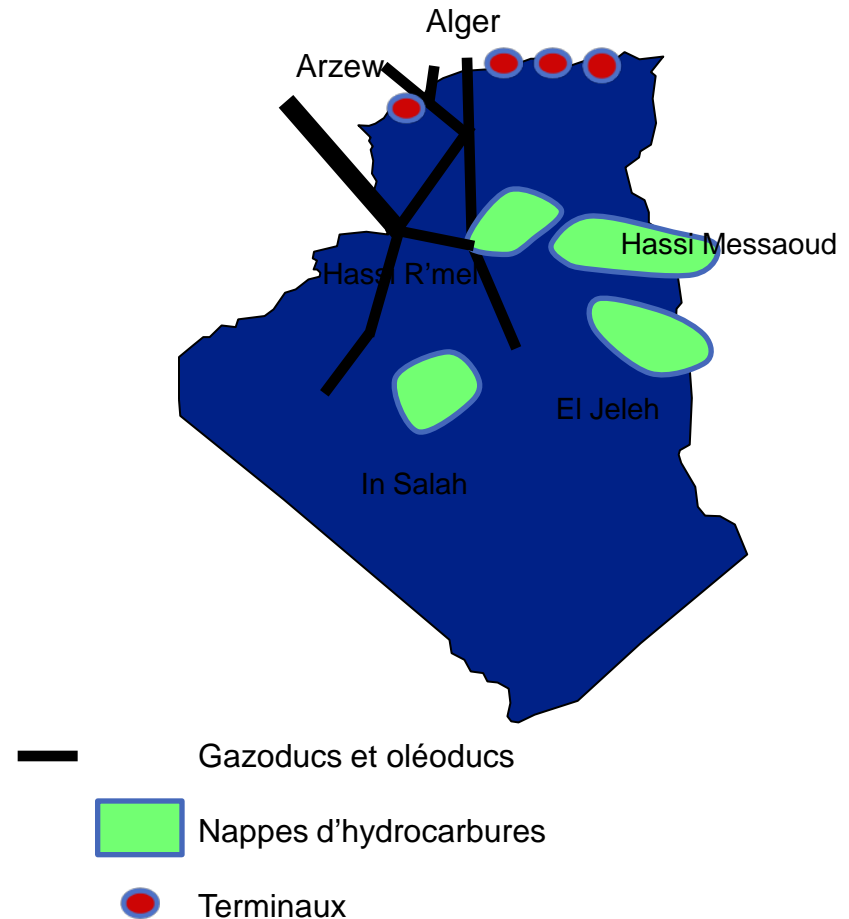 Alger
Arzew
Hassi Messaoud
Hassi R'mel
El Jeleh
In Salah
Gazoducs et oléoducs
Nappes d'hydrocarbures
Terminaux